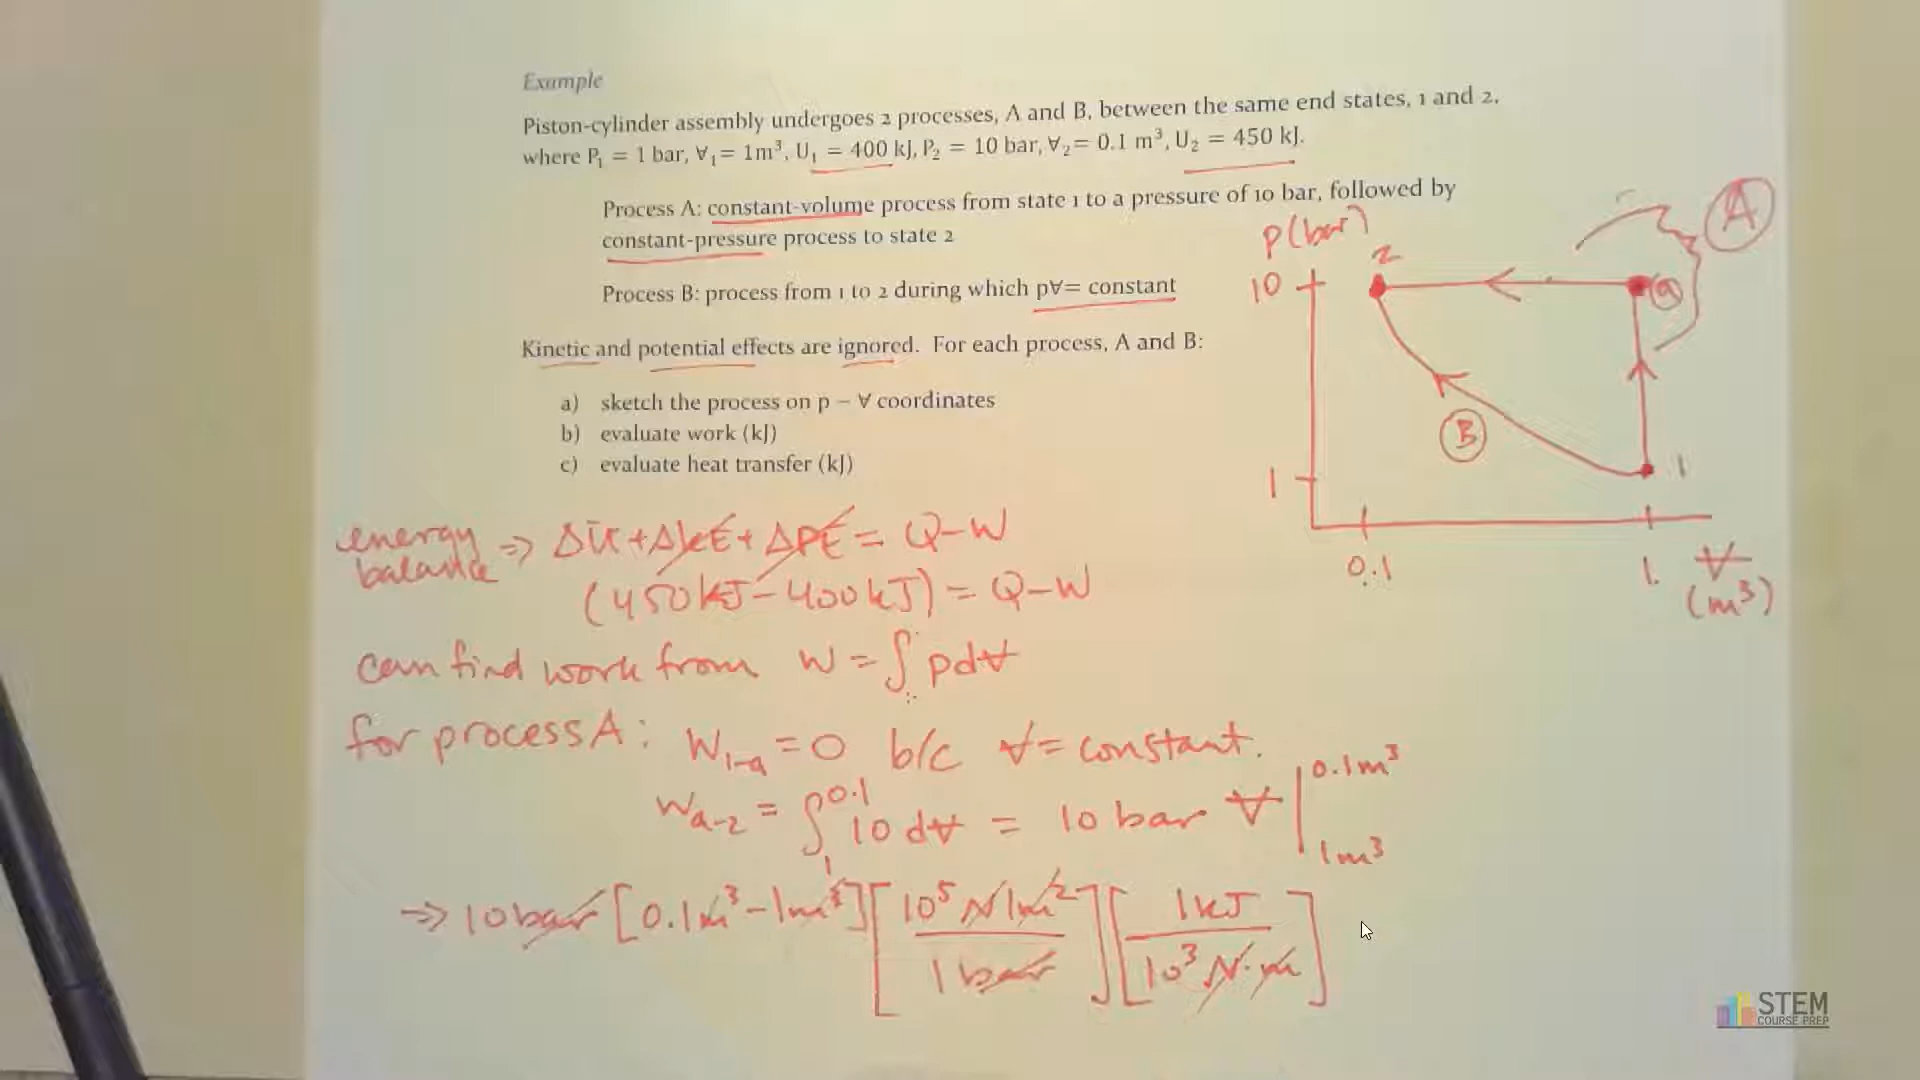 Example
Piston-cylinder assembly undergoes 2 processes, A and B, between the same end states, 1 and 2,
where P₁ = 1 bar, ∀₁= 1m³, U₁ = 400 kJ, P₂ = 10 bar, ∀₂= 0.1 m³, U₂ = 450 kJ.
Process A: constant-volume process from state 1 to a pressure of 10 bar, followed by
constant-pressure process to state 2
Process B: process from 1 to 2 during which p∀= constant
Kinetic and potential effects are ignored. For each process, A and B:
a) sketch the process on p – ∀ coordinates
b) evaluate work (kJ)
c) evaluate heat transfer (kJ)
A
p(bar)
2
10
a
B
1
1
0.1
1
∀
(m³)
energy
balance
⇒ ΔU + ΔKE + ΔPE = Q-W
(450kJ - 400kJ) = Q-W
can find work from W = ∫ pd∀
for process A: W₁₋ₐ = 0 b/c ∀ = constant.
Wₐ₋₂ = ∫₁^0.1 10 d∀ = 10 bar ∀ | 0.1m³
1m³
⇒ 10bar [0.1m³ - 1m³] [10⁵ N/m² / 1 bar] [1kJ / 10³ N·m]
STEM
COURSE PREP